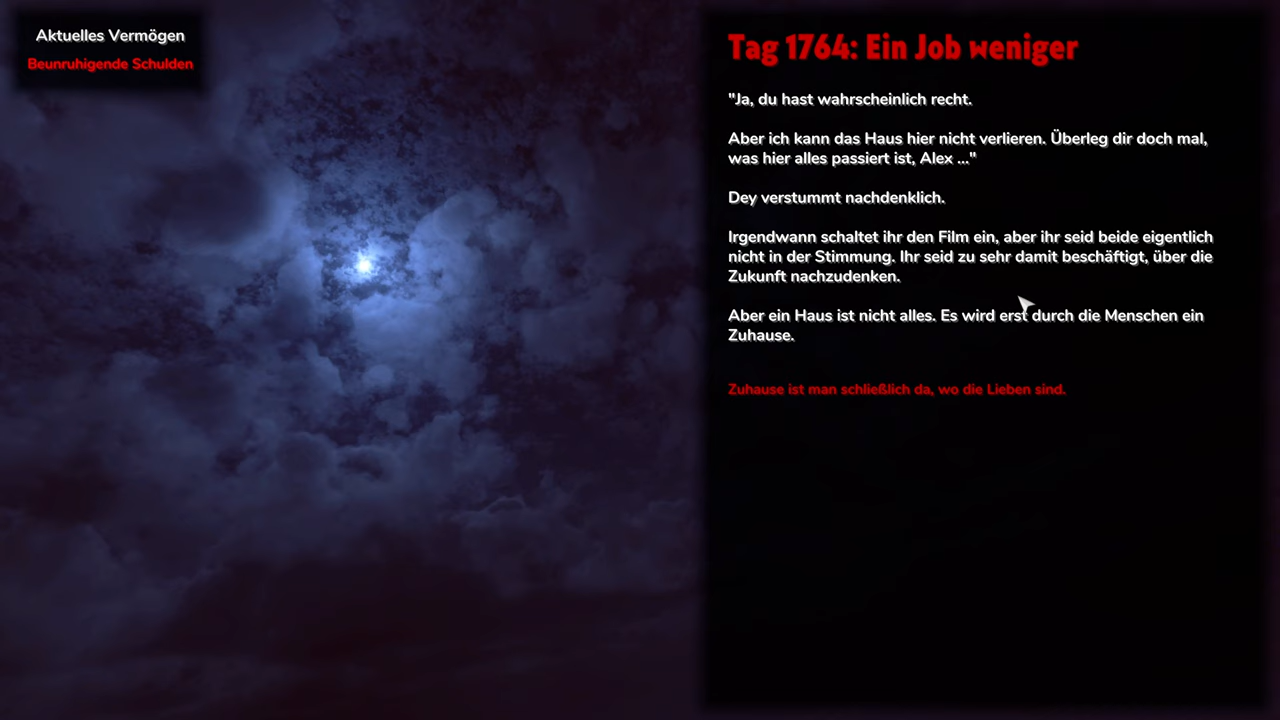 Aktuelles Vermögen
Beunruhigende Schulden
Tag 1764: Ein Job weniger
"Ja, du hast wahrscheinlich recht.
Aber ich kann das Haus hier nicht verlieren. Überleg dir doch mal,
was hier alles passiert ist, Alex ..."
Dey verstummt nachdenklich.
Irgendwann schaltet ihr den Film ein, aber ihr seid beide eigentlich
nicht in der Stimmung. Ihr seid zu sehr damit beschäftigt, über die
Zukunft nachzudenken.
Aber ein Haus ist nicht alles. Es wird erst durch die Menschen ein
Zuhause.
Zuhause ist man schließlich da, wo die Lieben sind.